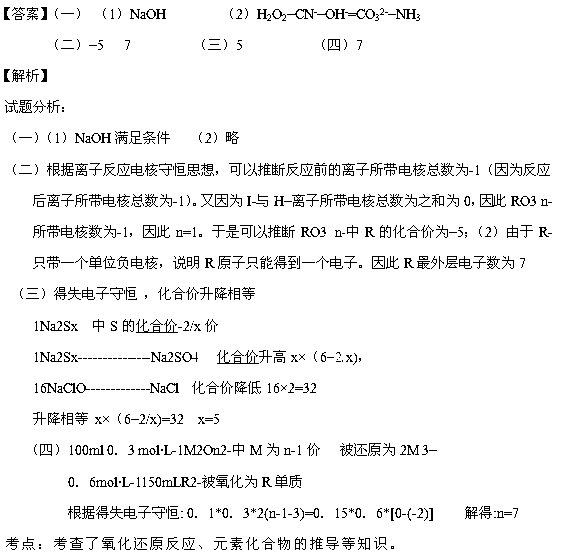 【答案】（一）（1）NaOH （2）H₂O₂+CN⁻+OH⁻=CO₃²⁻+NH₃
（二）+5 7 （三）5 （四）7
【解析】
试题分析：
（一）（1）NaOH 满足条件 （2）略
（二）根据离子反应电核守恒思想，可以推断反应前的离子所带电核总数为-1（因为反应
后离子所带电核总数为-1）。又因为 I-与 H+离子所带电核总数为之和为 0，因此 RO3 n-
所带电核数为-1，因此 n=1。于是可以推断 RO3 n-中 R 的化合价为+5；（2）由于 R-
只带一个单位负电核，说明 R 原子只能得到一个电子。因此 R 最外层电子数为 7
（三）得失电子守恒 ，化合价升降相等
1Na2Sx 中 S 的化合价-2/x 价
1Na2Sx---------------Na2SO4 化合价升高 x×（6+2.x)，
16NaClO-------------NaCl 化合价降低 16×2=32
升降相等 x×（6+2/x)=32 x=5
（四）100ml 0．3 mol·L-1M2On2-中 M 为 n-1 价 被还原为 2M 3+
0．6mol·L-1150mLR2-被氧化为 R 单质
根据得失电子守恒: 0．1*0．3*2(n-1-3)=0．15*0．6*[0-(-2)] 解得:n=7
考点：考查了氧化还原反应、元素化合物的推导等知识。